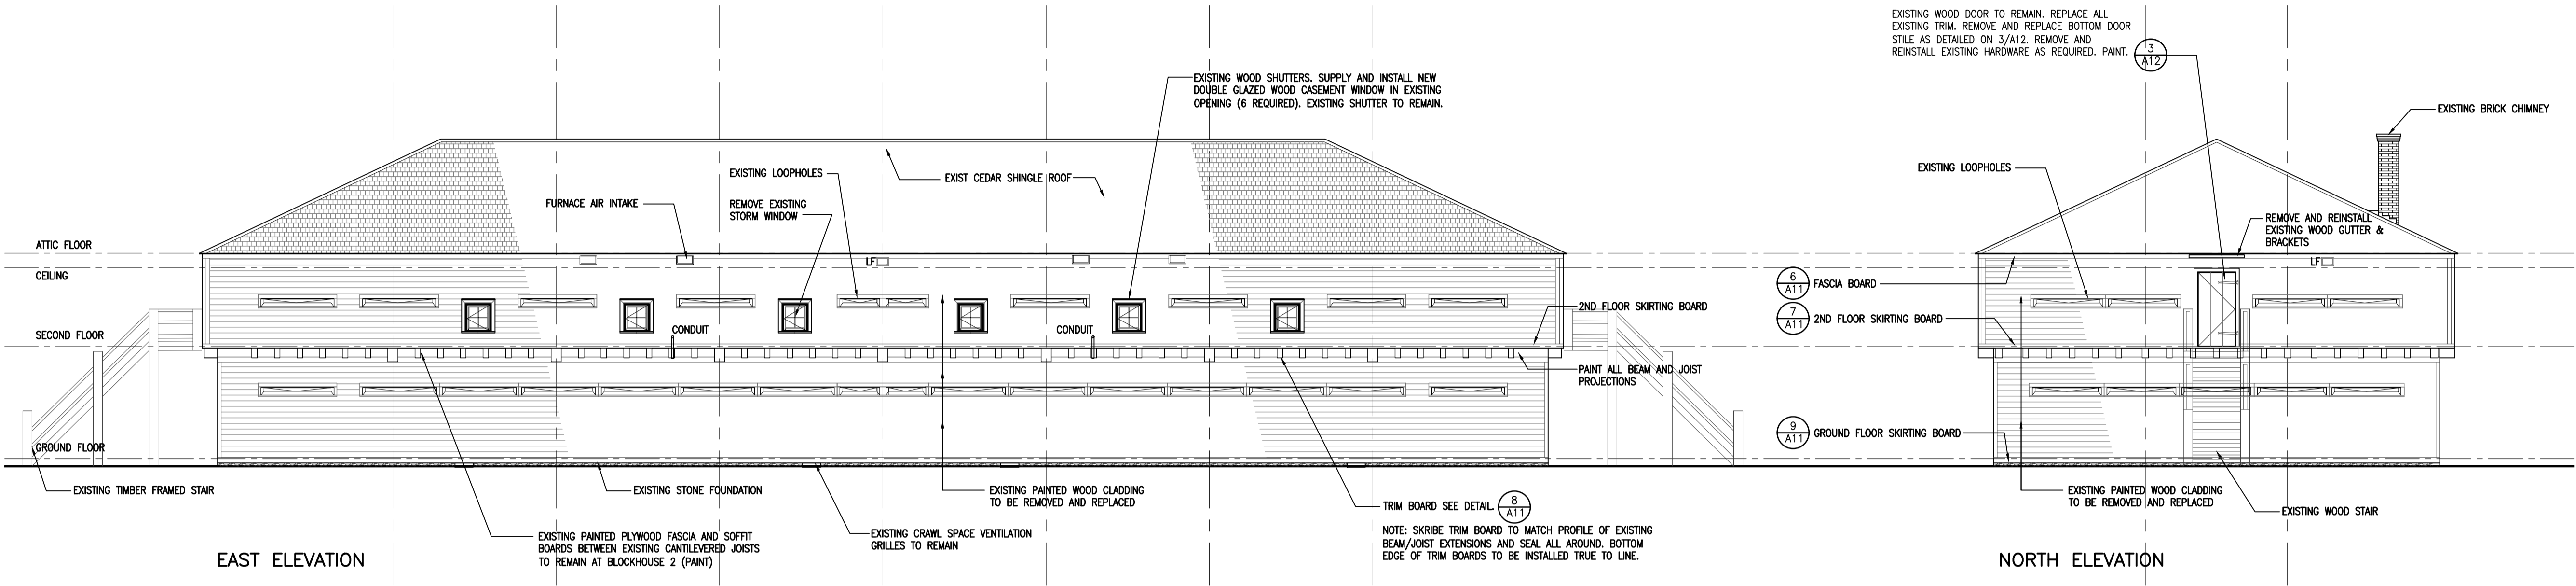 EXISTING WOOD DOOR TO REMAIN. REPLACE ALL
EXISTING TRIM. REMOVE AND REPLACE BOTTOM DOOR
STILE AS DETAILED ON 3/A12. REMOVE AND
REINSTALL EXISTING HARDWARE AS REQUIRED. PAINT.
3
A12
EXISTING WOOD SHUTTERS. SUPPLY AND INSTALL NEW
DOUBLE GLAZED WOOD CASEMENT WINDOW IN EXISTING
OPENING (6 REQUIRED). EXISTING SHUTTER TO REMAIN.
EXISTING BRICK CHIMNEY
EXISTING LOOPHOLES
EXIST CEDAR SHINGLE ROOF
EXISTING LOOPHOLES
FURNACE AIR INTAKE
REMOVE EXISTING
STORM WINDOW
REMOVE AND REINSTALL
EXISTING WOOD GUTTER &
BRACKETS
ATTIC FLOOR
LF
LF
CEILING
6
A11
FASCIA BOARD
2ND FLOOR SKIRTING BOARD
7
A11
2ND FLOOR SKIRTING BOARD
SECOND FLOOR
CONDUIT
CONDUIT
PAINT ALL BEAM AND JOIST
PROJECTIONS
9
A11
GROUND FLOOR SKIRTING BOARD
GROUND FLOOR
EXISTING TIMBER FRAMED STAIR
EXISTING STONE FOUNDATION
EXISTING PAINTED WOOD CLADDING
TO BE REMOVED AND REPLACED
TRIM BOARD SEE DETAIL.
8
A11
NOTE: SKRIBE TRIM BOARD TO MATCH PROFILE OF EXISTING
BEAM/JOIST EXTENSIONS AND SEAL ALL AROUND. BOTTOM
EDGE OF TRIM BOARDS TO BE INSTALLED TRUE TO LINE.
EXISTING PAINTED WOOD CLADDING
TO BE REMOVED AND REPLACED
EXISTING WOOD STAIR
EXISTING PAINTED PLYWOOD FASCIA AND SOFFIT
BOARDS BETWEEN EXISTING CANTILEVERED JOISTS
TO REMAIN AT BLOCKHOUSE 2 (PAINT)
EXISTING CRAWL SPACE VENTILATION
GRILLES TO REMAIN
EAST ELEVATION
NORTH ELEVATION